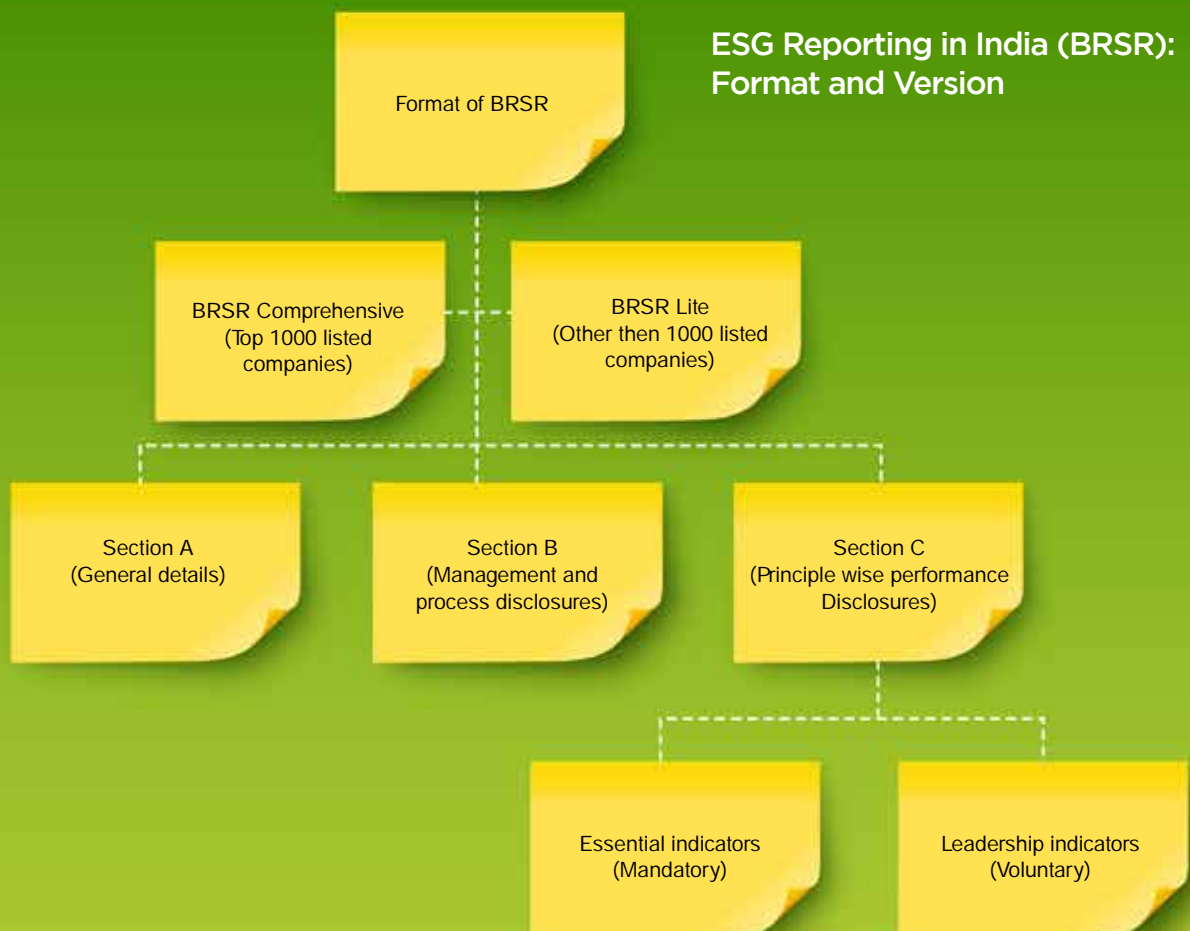 ESG Reporting in India (BRSR):
Format and Version
Format of BRSR
BRSR Comprehensive
(Top 1000 listed
companies)
BRSR Lite
(Other then 1000 listed
companies)
Section A
(General details)
Section B
(Management and
process disclosures)
Section C
(Principle wise performance
Disclosures)
Essential indicators
(Mandatory)
Leadership indicators
(Voluntary)